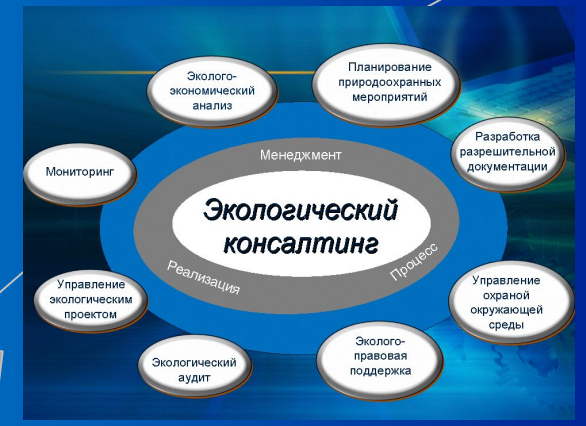 Эколого-
экономический
анализ
Планирование
природоохранных
мероприятий
Разработка
разрешительной
документации
Мониторинг
Менеджмент
Экологический
консалтинг
Реализация
Процесс
Управление
экологическим
проектом
Управление
охраной
окружающей
среды
Экологический
аудит
Эколого-
правовая
поддержка